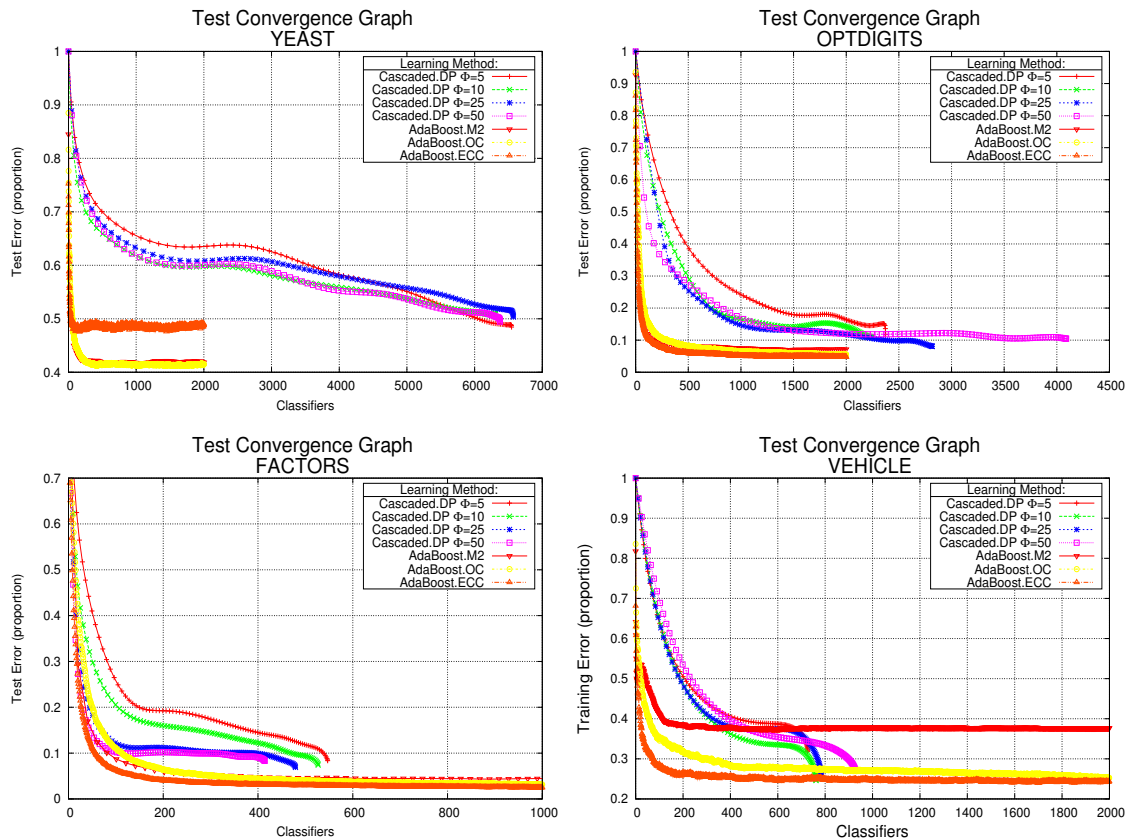 Test Convergence Graph
YEAST
Test Error (proportion)
1
0.9
0.8
0.7
0.6
0.5
0.4
0
1000
2000
3000
4000
5000
6000
7000
Classifiers
Learning Method:
Cascaded.DP Φ=5
Cascaded.DP Φ=10
Cascaded.DP Φ=25
Cascaded.DP Φ=50
AdaBoost.M2
AdaBoost.OC
AdaBoost.ECC
Test Convergence Graph
OPTDIGITS
Test Error (proportion)
1
0.9
0.8
0.7
0.6
0.5
0.4
0.3
0.2
0.1
0
0
500
1000
1500
2000
2500
3000
3500
4000
4500
Classifiers
Learning Method:
Cascaded.DP Φ=5
Cascaded.DP Φ=10
Cascaded.DP Φ=25
Cascaded.DP Φ=50
AdaBoost.M2
AdaBoost.OC
AdaBoost.ECC
Test Convergence Graph
FACTORS
Test Error (proportion)
0.7
0.6
0.5
0.4
0.3
0.2
0.1
0
0
200
400
600
800
1000
Classifiers
Learning Method:
Cascaded.DP Φ=5
Cascaded.DP Φ=10
Cascaded.DP Φ=25
Cascaded.DP Φ=50
AdaBoost.M2
AdaBoost.OC
AdaBoost.ECC
Test Convergence Graph
VEHICLE
Training Error (proportion)
1
0.9
0.8
0.7
0.6
0.5
0.4
0.3
0.2
0
200
400
600
800
1000
1200
1400
1600
1800
2000
Classifiers
Learning Method:
Cascaded.DP Φ=5
Cascaded.DP Φ=10
Cascaded.DP Φ=25
Cascaded.DP Φ=50
AdaBoost.M2
AdaBoost.OC
AdaBoost.ECC